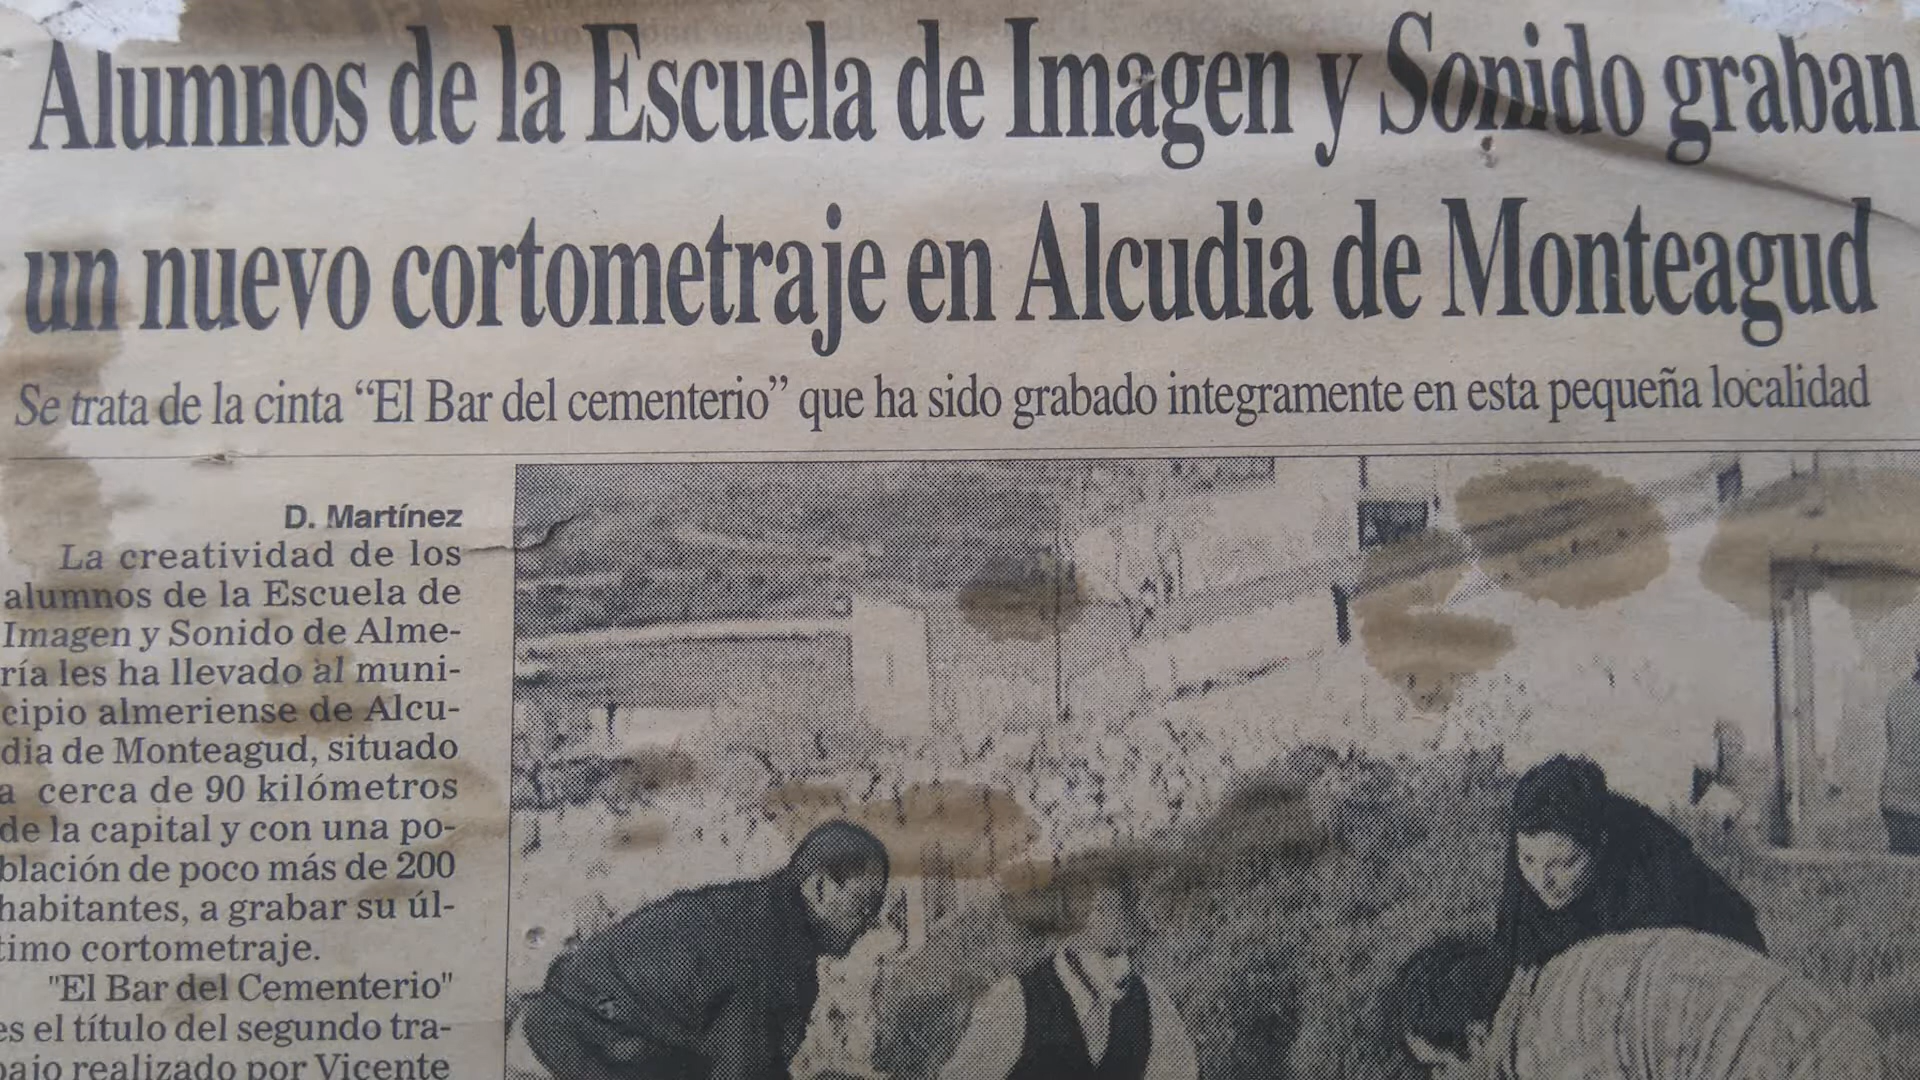 Alumnos de la Escuela de Imagen y Sonido graban
un nuevo cortometraje en Alcudia de Monteagud
Se trata de la cinta “El Bar del cementerio” que ha sido grabado integramente en esta pequeña localidad
D. Martínez
La creatividad de los
alumnos de la Escuela de
Imagen y Sonido de Alme-
ría les ha llevado al muni-
cipio almeriense de Alcu-
dia de Monteagud, situado
a cerca de 90 kilómetros
de la capital y con una po-
blación de poco más de 200
habitantes, a grabar su úl-
timo cortometraje.
"El Bar del Cementerio"
es el título del segundo tra-
bajo realizado por Vicente